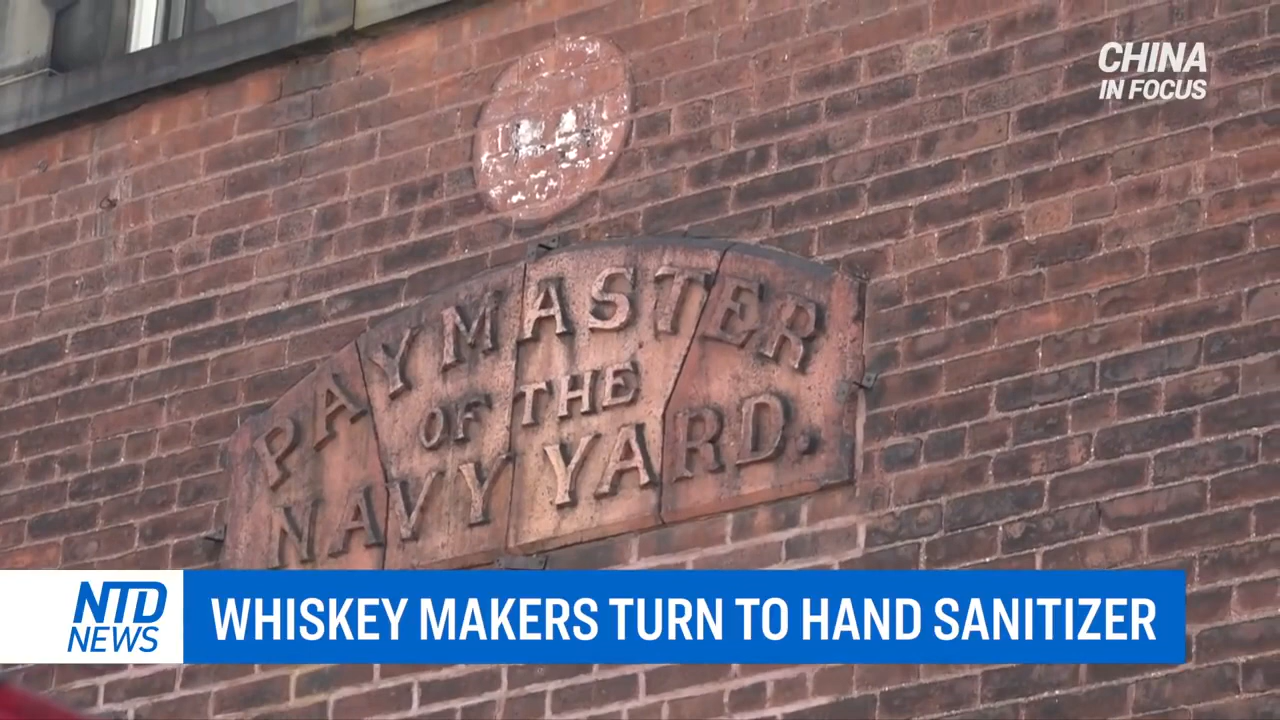 CHINA
IN FOCUS
PAYMASTER
OF THE
NAVY YARD.
NTD
NEWS
WHISKEY MAKERS TURN TO HAND SANITIZER